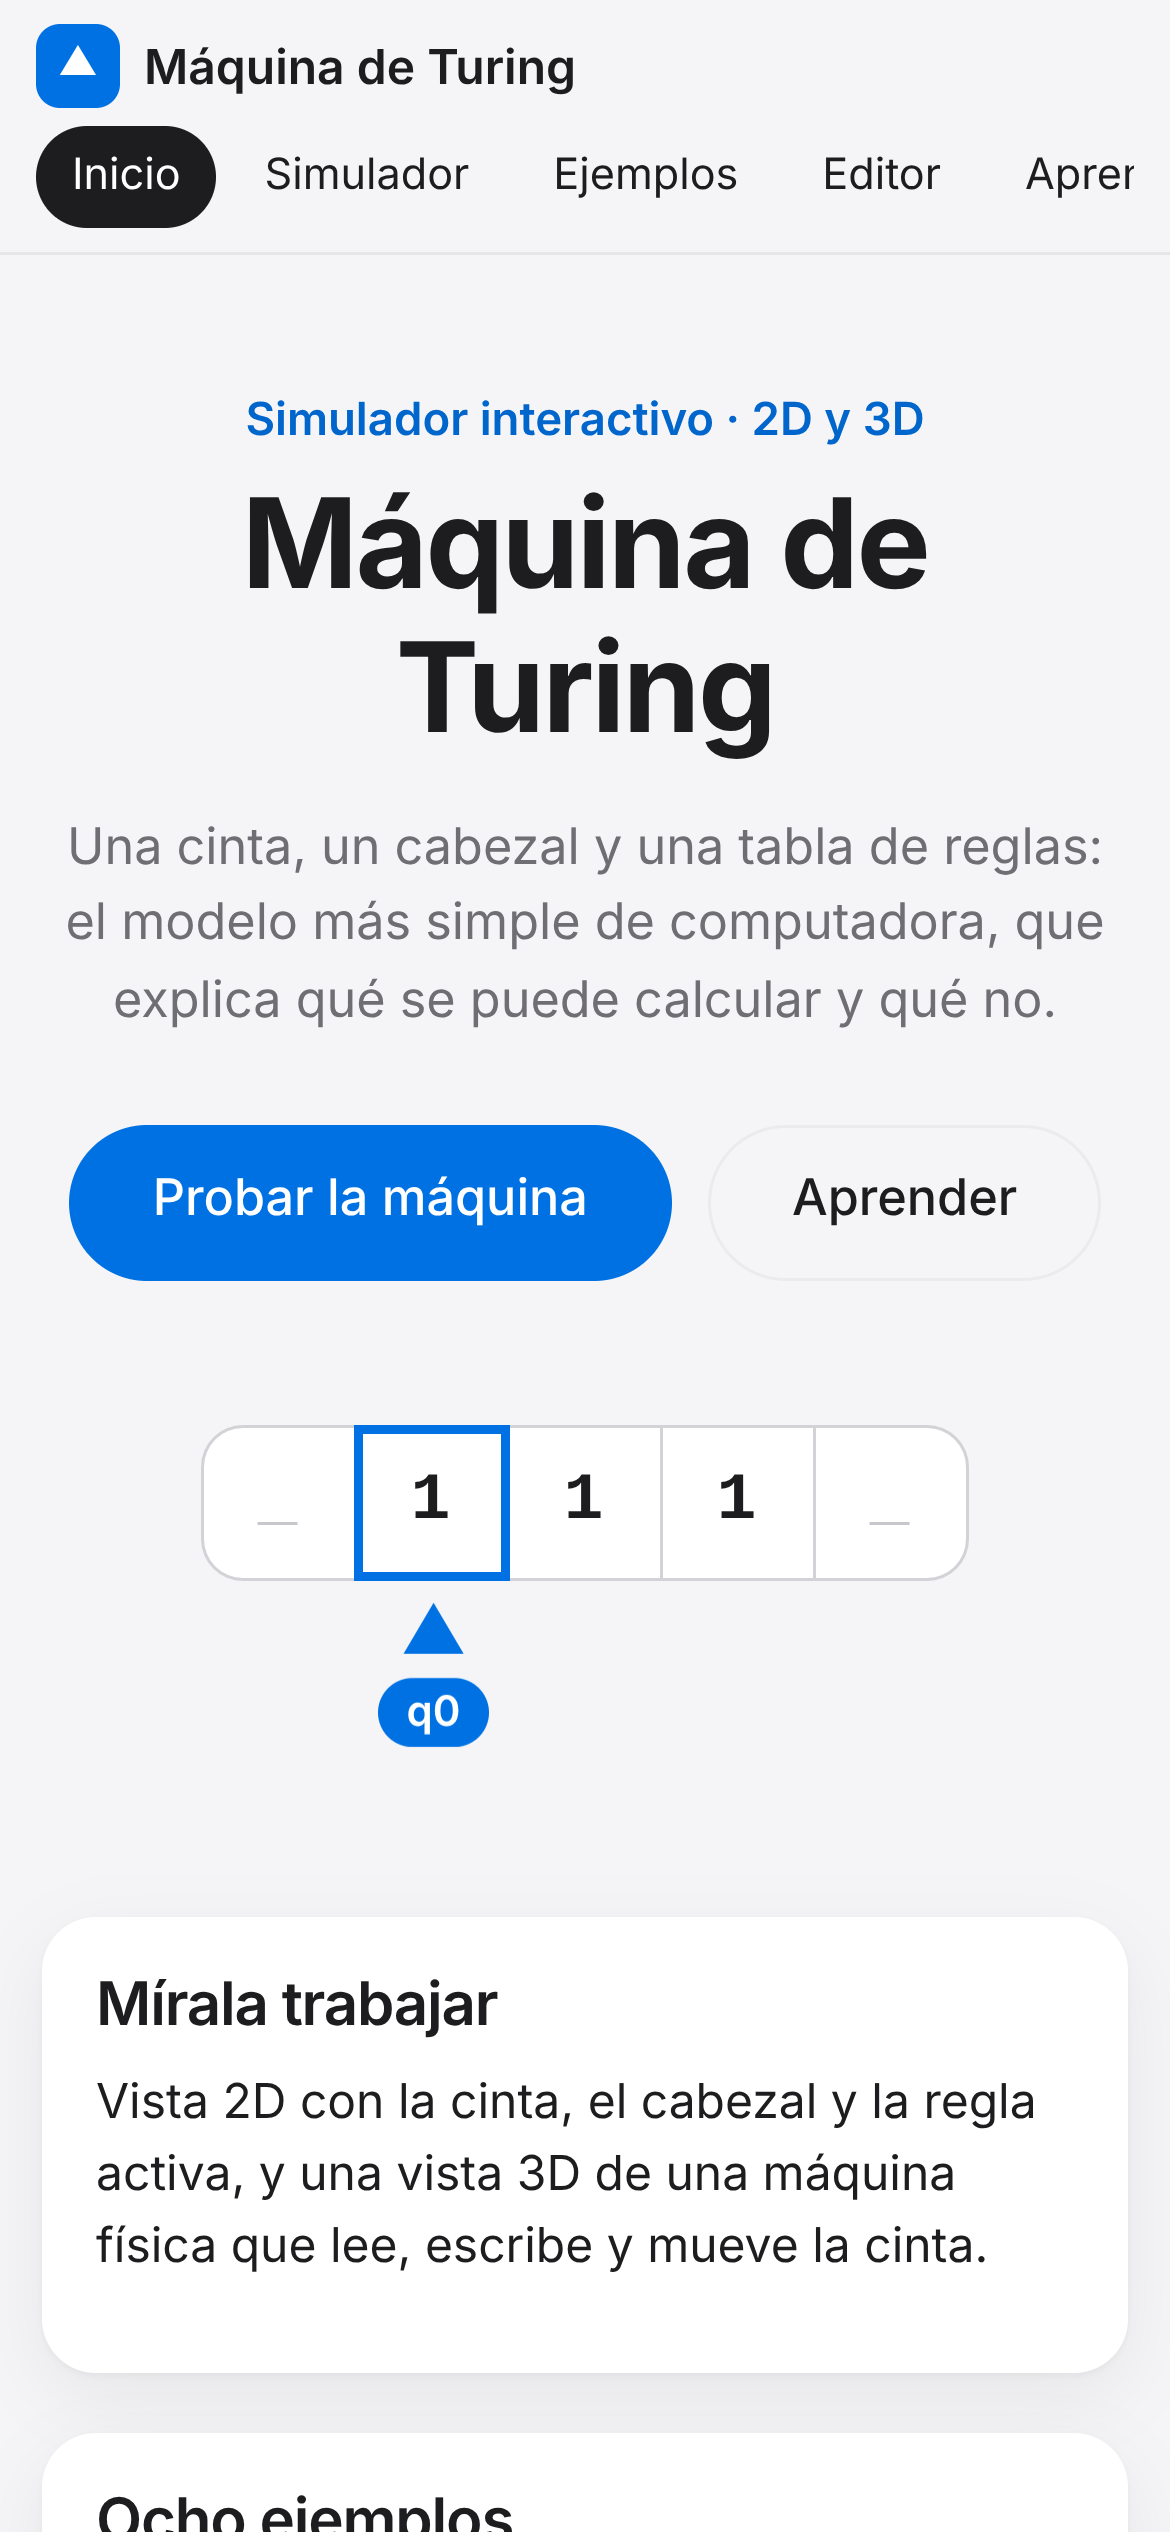 Máquina de Turing
Inicio Simulador Ejemplos Editor Apren
Simulador interactivo · 2D y 3D
Máquina de
Turing
Una cinta, un cabezal y una tabla de reglas:
el modelo más simple de computadora, que
explica qué se puede calcular y qué no.
Probar la máquina Aprender
_ 1 1 1 _
q0
Mírala trabajar
Vista 2D con la cinta, el cabezal y la regla
activa, y una vista 3D de una máquina
física que lee, escribe y mueve la cinta.
Ocho ejemplos